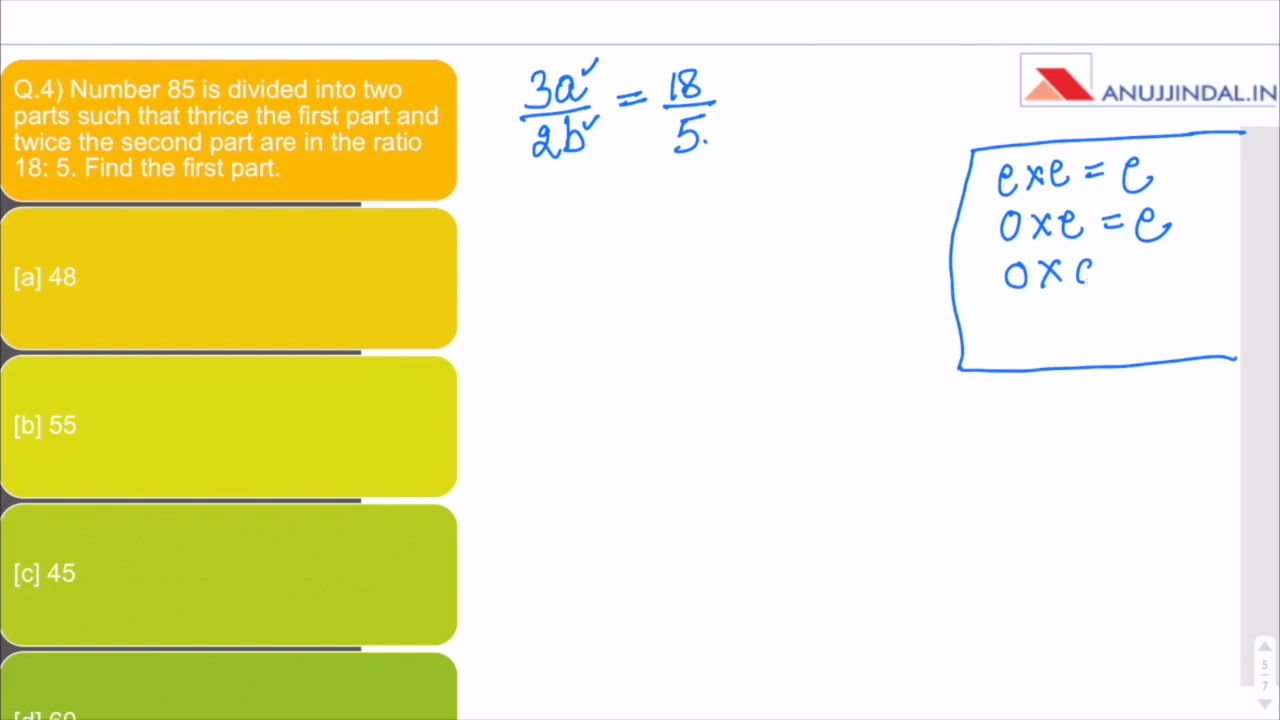 Q.4) Number 85 is divided into two
parts such that thrice the first part and
twice the second part are in the ratio
18: 5. Find the first part.
[a] 48
[b] 55
[c] 45
3a✓ / 2b✓ = 18 / 5.
ANUJJINDAL.IN
e×e = e
o×e = e
o×
5
7